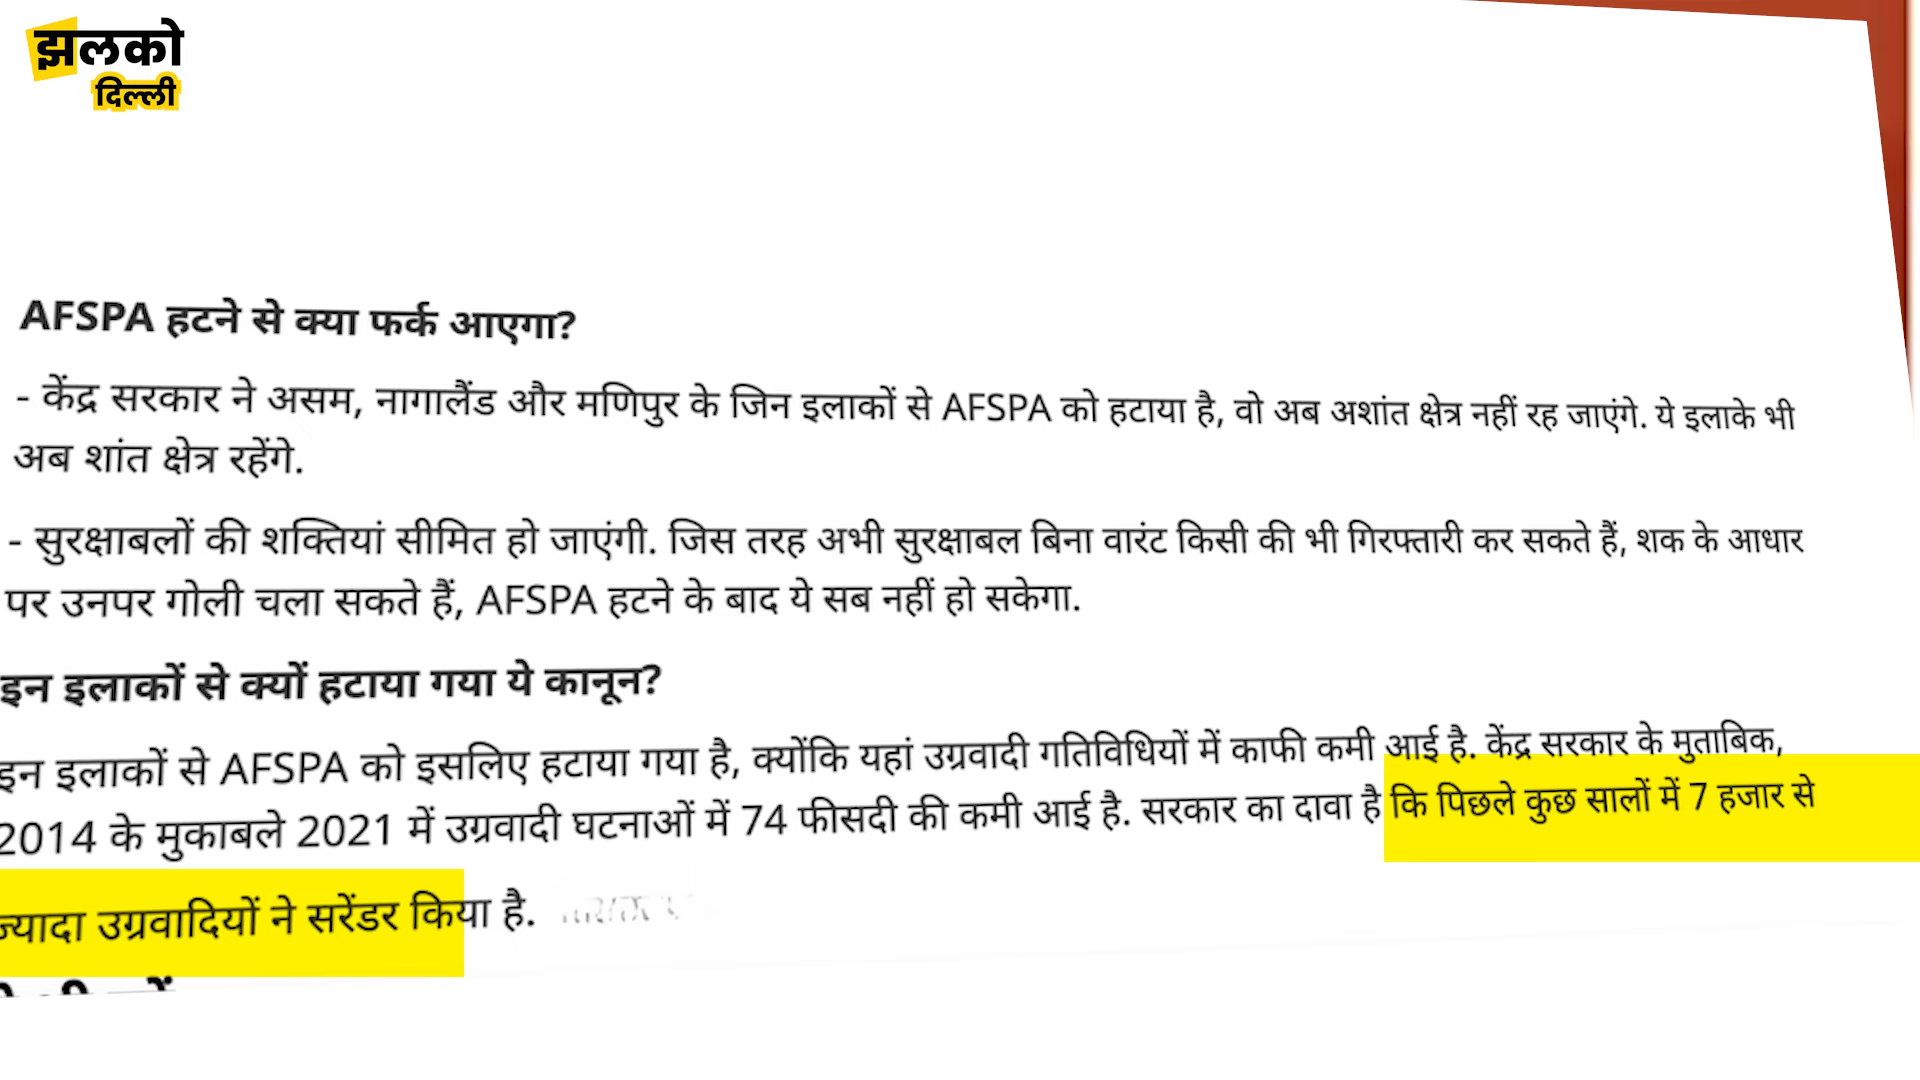 झलको
दिल्ली
AFSPA हटने से क्या फर्क आएगा?
- केंद्र सरकार ने असम, नागालैंड और मणिपुर के जिन इलाकों से AFSPA को हटाया है, वो अब अशांत क्षेत्र नहीं रह जाएंगे. ये इलाके भी
अब शांत क्षेत्र रहेंगे.
- सुरक्षाबलों की शक्तियां सीमित हो जाएंगी. जिस तरह अभी सुरक्षाबल बिना वारंट किसी की भी गिरफ्तारी कर सकते हैं, शक के आधार
पर उनपर गोली चला सकते हैं, AFSPA हटने के बाद ये सब नहीं हो सकेगा.
इन इलाकों से क्यों हटाया गया ये कानून?
इन इलाकों से AFSPA को इसलिए हटाया गया है, क्योंकि यहां उग्रवादी गतिविधियों में काफी कमी आई है. केंद्र सरकार के मुताबिक,
2014 के मुकाबले 2021 में उग्रवादी घटनाओं में 74 फीसदी की कमी आई है. सरकार का दावा है कि पिछले कुछ सालों में 7 हजार से
ज्यादा उग्रवादियों ने सरेंडर किया है.